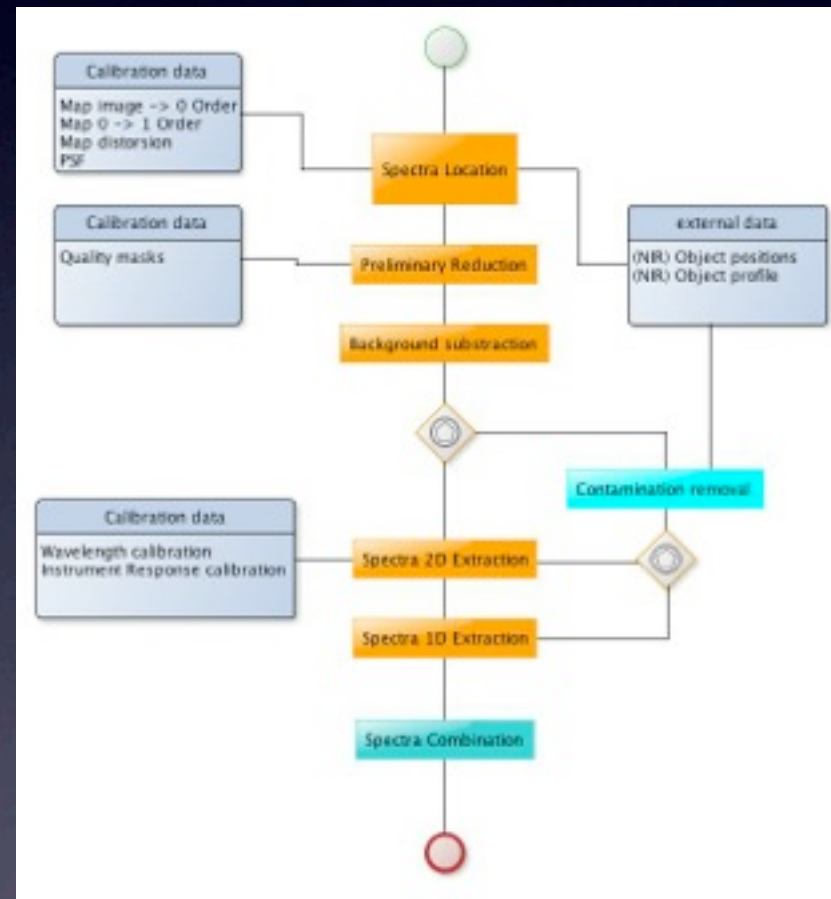 Calibration data
Map image -> 0 Order
Map 0 -> 1 Order
Map distorsion
PSF
Spectra Location
Calibration data
Quality masks
Preliminary Reduction
external data
(NIR) Object positions
(NIR) Object profile
Background substraction
Contamination removal
Calibration data
Wavelength calibration
Instrument Response calibration
Spectra 2D Extraction
Spectra 1D Extraction
Spectra Combination